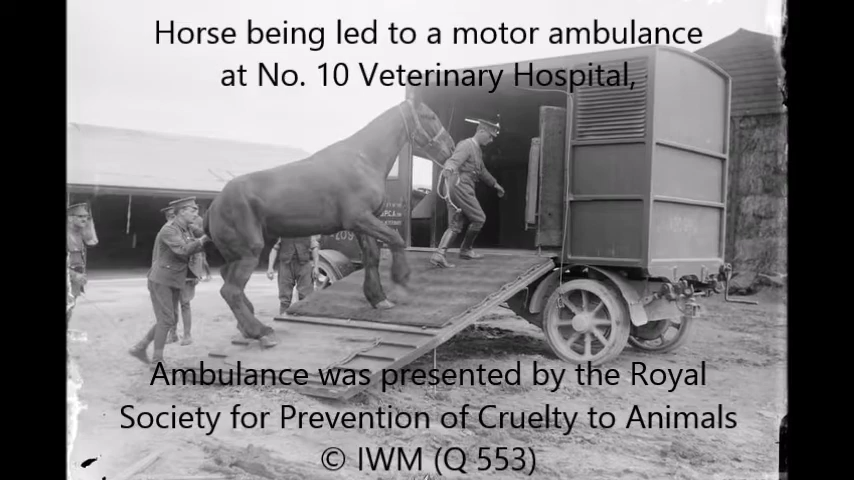 Horse being led to a motor ambulance
at No. 10 Veterinary Hospital,
Ambulance was presented by the Royal
Society for Prevention of Cruelty to Animals
© IWM (Q 553)